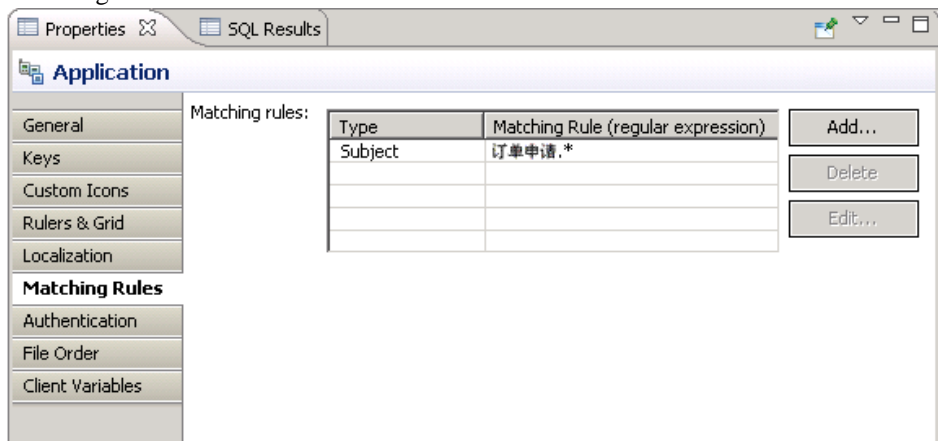 Properties
SQL Results
Application
General
Keys
Custom Icons
Rulers & Grid
Localization
Matching Rules
Authentication
File Order
Client Variables
Matching rules:
Type Matching Rule (regular expression)
Subject 订单申请.*
Add...
Delete
Edit...